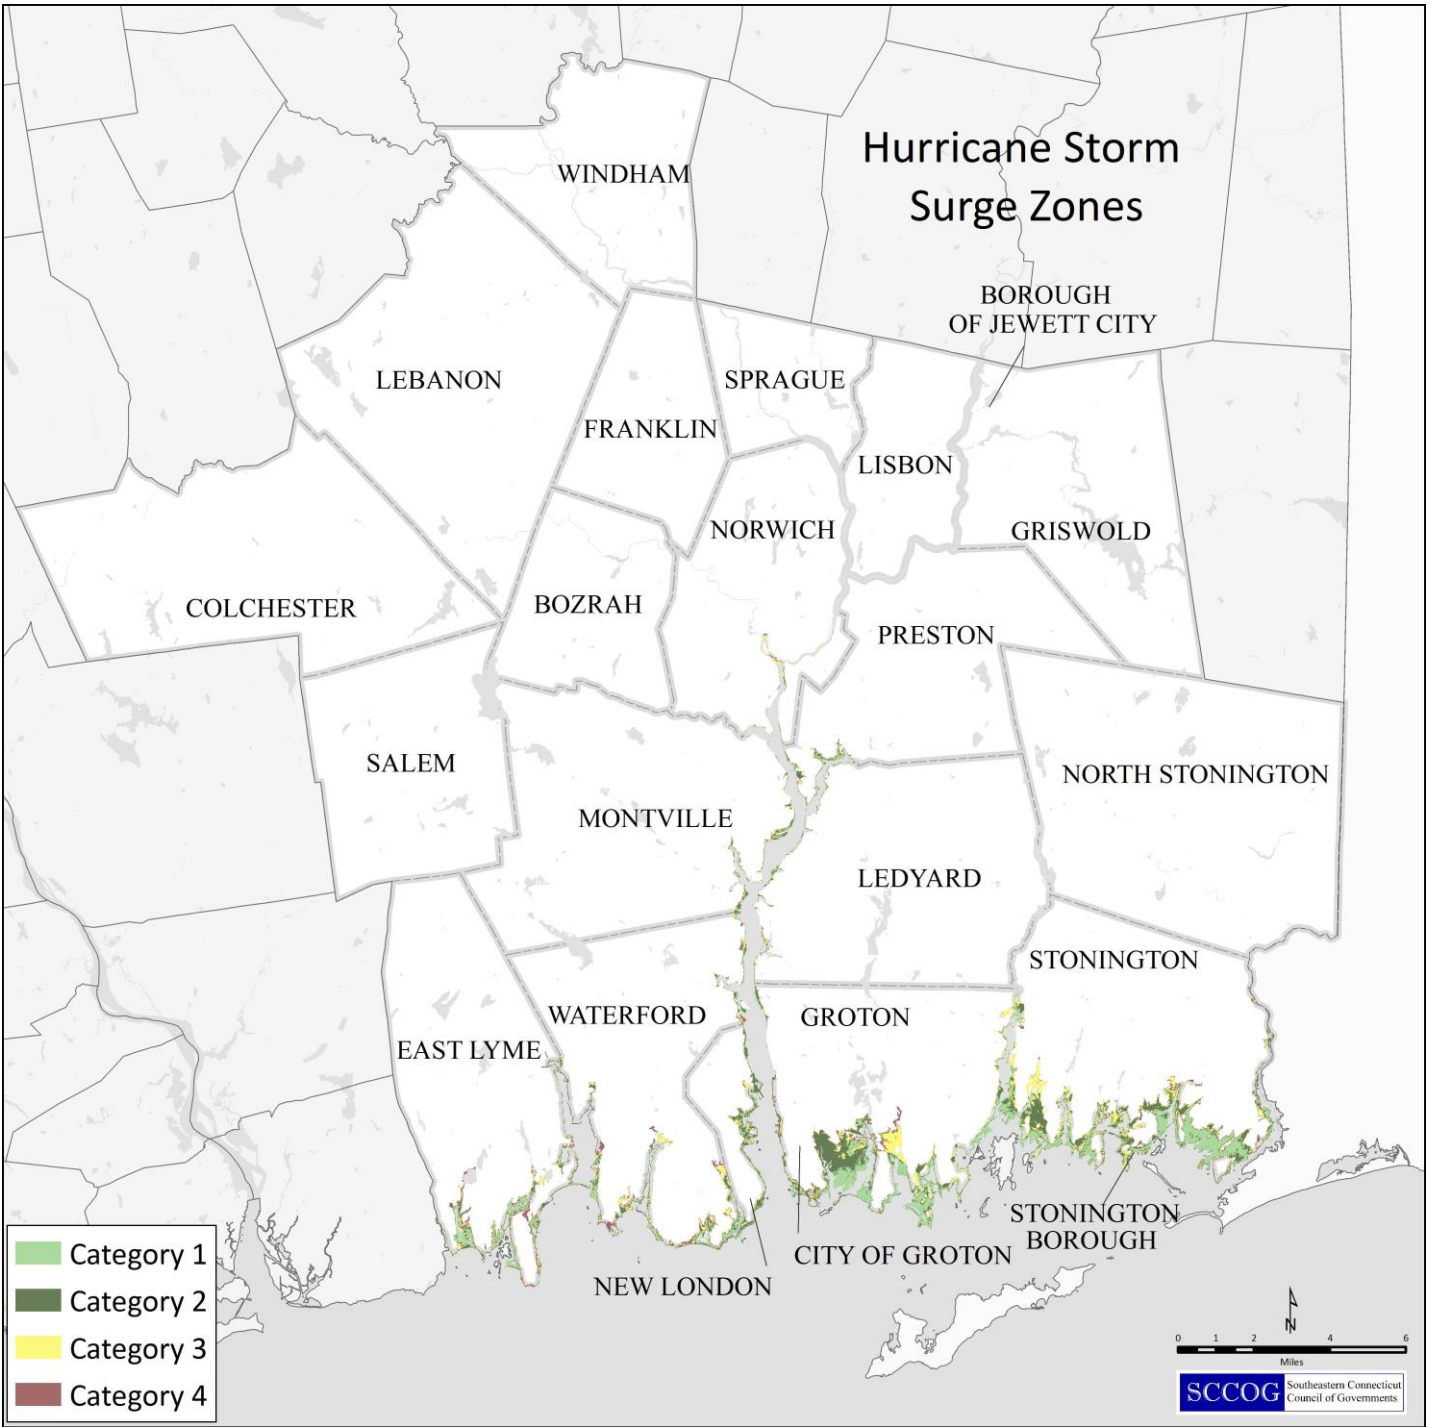 Hurricane Storm
Surge Zones
WINDHAM
BOROUGH
OF JEWETT CITY
LEBANON
SPRAGUE
FRANKLIN
LISBON
NORWICH
GRISWOLD
COLCHESTER
BOZRAH
PRESTON
SALEM
NORTH STONINGTON
MONTVILLE
LEDYARD
STONINGTON
WATERFORD
GROTON
EAST LYME
STONINGTON
BOROUGH
CITY OF GROTON
NEW LONDON
Category 1
Category 2
Category 3
Category 4
N
0 1 2 4 6
Miles
SCCOG
Southeastern Connecticut
Council of Governments